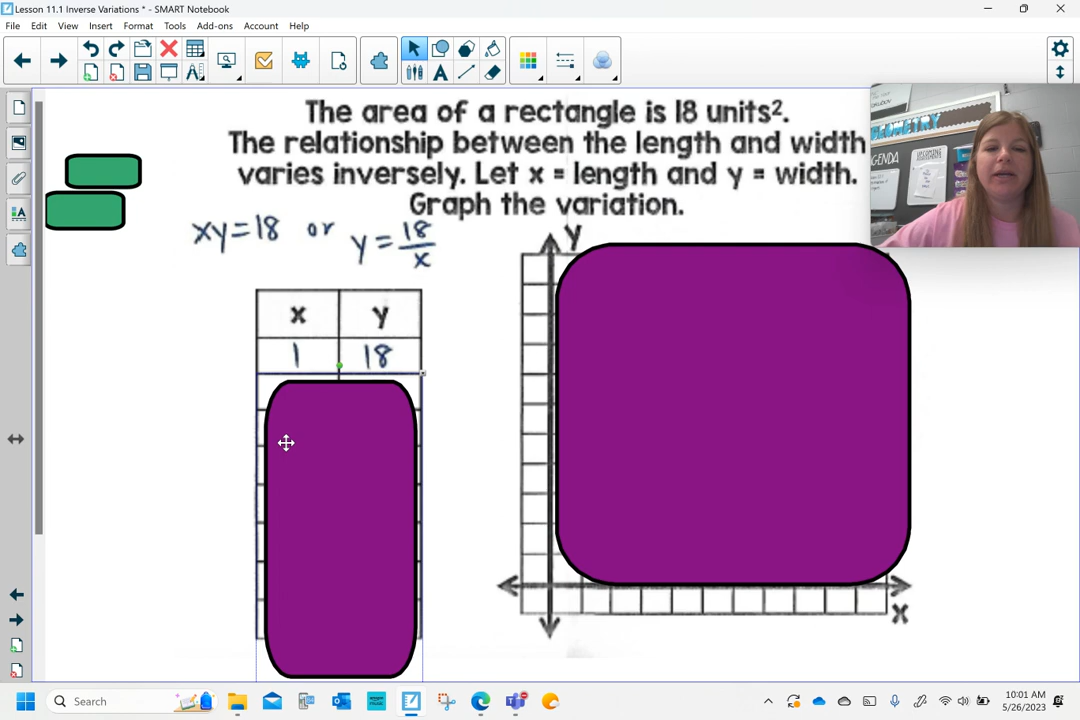 Lesson 11.1 Inverse Variations * - SMART Notebook
File Edit View Insert Format Tools Add-ons Account Help
The area of a rectangle is 18 units².
The relationship between the length and width
varies inversely. Let x = length and y = width.
Graph the variation.
xy=18 or y=18/x
y
x y
1 18
x
GEOMETRY
AGENDA
Search
10:01 AM
5/26/2023